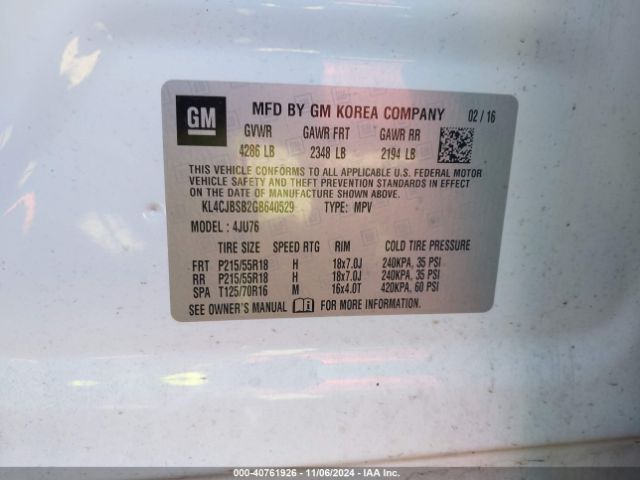 GM
MFD BY GM KOREA COMPANY 02 / 16
GVWR GAWR FRT GAWR RR
4286 LB 2348 LB 2194 LB
THIS VEHICLE CONFORMS TO ALL APPLICABLE U.S. FEDERAL MOTOR
VEHICLE SAFETY AND THEFT PREVENTION STANDARDS IN EFFECT
ON THE DATE OF MANUFACTURE SHOWN ABOVE.
KL4CJBSB2GB640529 TYPE: MPV
MODEL : 4JU76
TIRE SIZE SPEED RTG RIM COLD TIRE PRESSURE
FRT P215/55R18 H 18x7.0J 240KPA, 35 PSI
RR P215/55R18 H 18x7.0J 240KPA, 35 PSI
SPA T125/70R16 M 16x4.0T 420KPA, 60 PSI
SEE OWNER'S MANUAL FOR MORE INFORMATION.
000-40761926 - 11/06/2024 - IAA Inc.